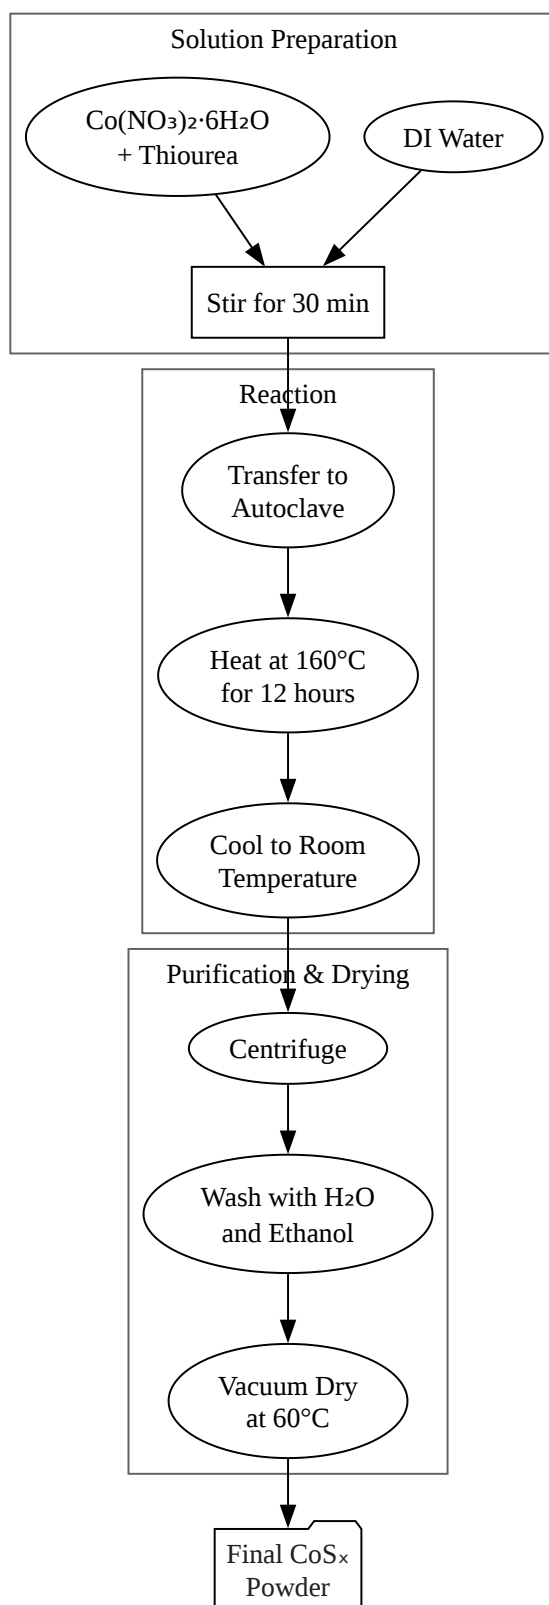 Solution Preparation
Co(NO₃)₂·6H₂O
+ Thiourea
DI Water
Stir for 30 min
Reaction
Transfer to
Autoclave
Heat at 160°C
for 12 hours
Cool to Room
Temperature
Purification & Drying
Centrifuge
Wash with H₂O
and Ethanol
Vacuum Dry
at 60°C
Final CoSₓ
Powder